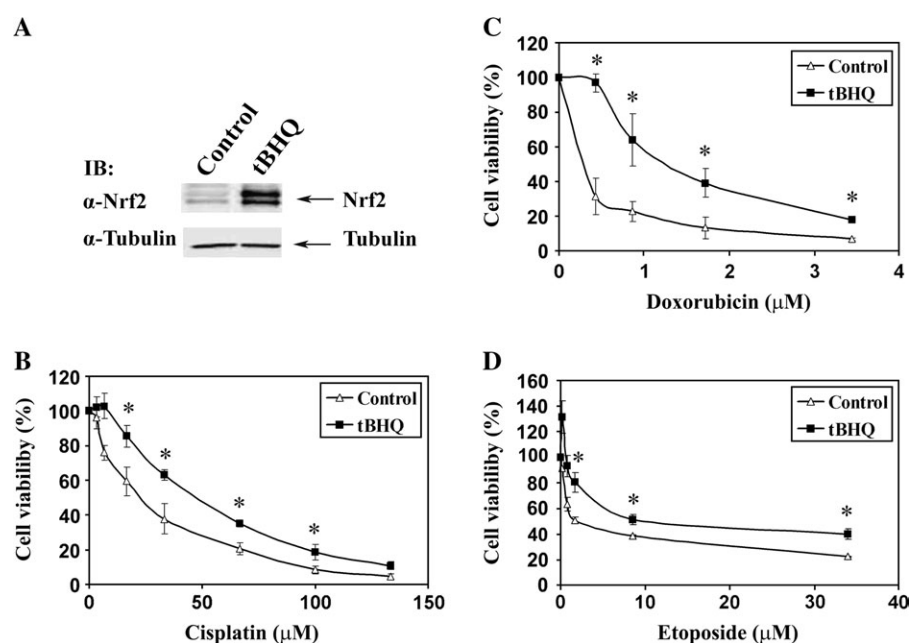 A
Control
tBHQ
IB:
α-Nrf2
Nrf2
α-Tubulin
Tubulin
B
120
100
80
60
40
20
0
Cell viabiliby (%)
0
50
100
150
Cisplatin (μM)
Control
tBHQ
*
*
*
*
C
120
100
80
60
40
20
0
Cell viabiliby (%)
0
1
2
3
4
Doxorubicin (μM)
Control
tBHQ
*
*
*
*
D
160
140
120
100
80
60
40
20
0
Cell viabiliby (%)
0
10
20
30
40
Etoposide (μM)
Control
tBHQ
*
*
*